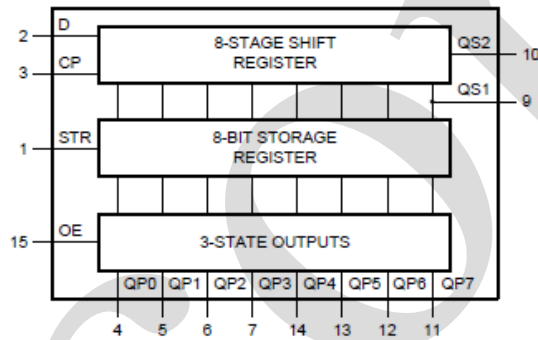 D
2
8-STAGE SHIFT
REGISTER
QS2
10
CP
3
QS1
9
STR
1
8-BIT STORAGE
REGISTER
OE
15
3-STATE OUTPUTS
QP0 QP1 QP2 QP3 QP4 QP5 QP6 QP7
4 5 6 7 14 13 12 11